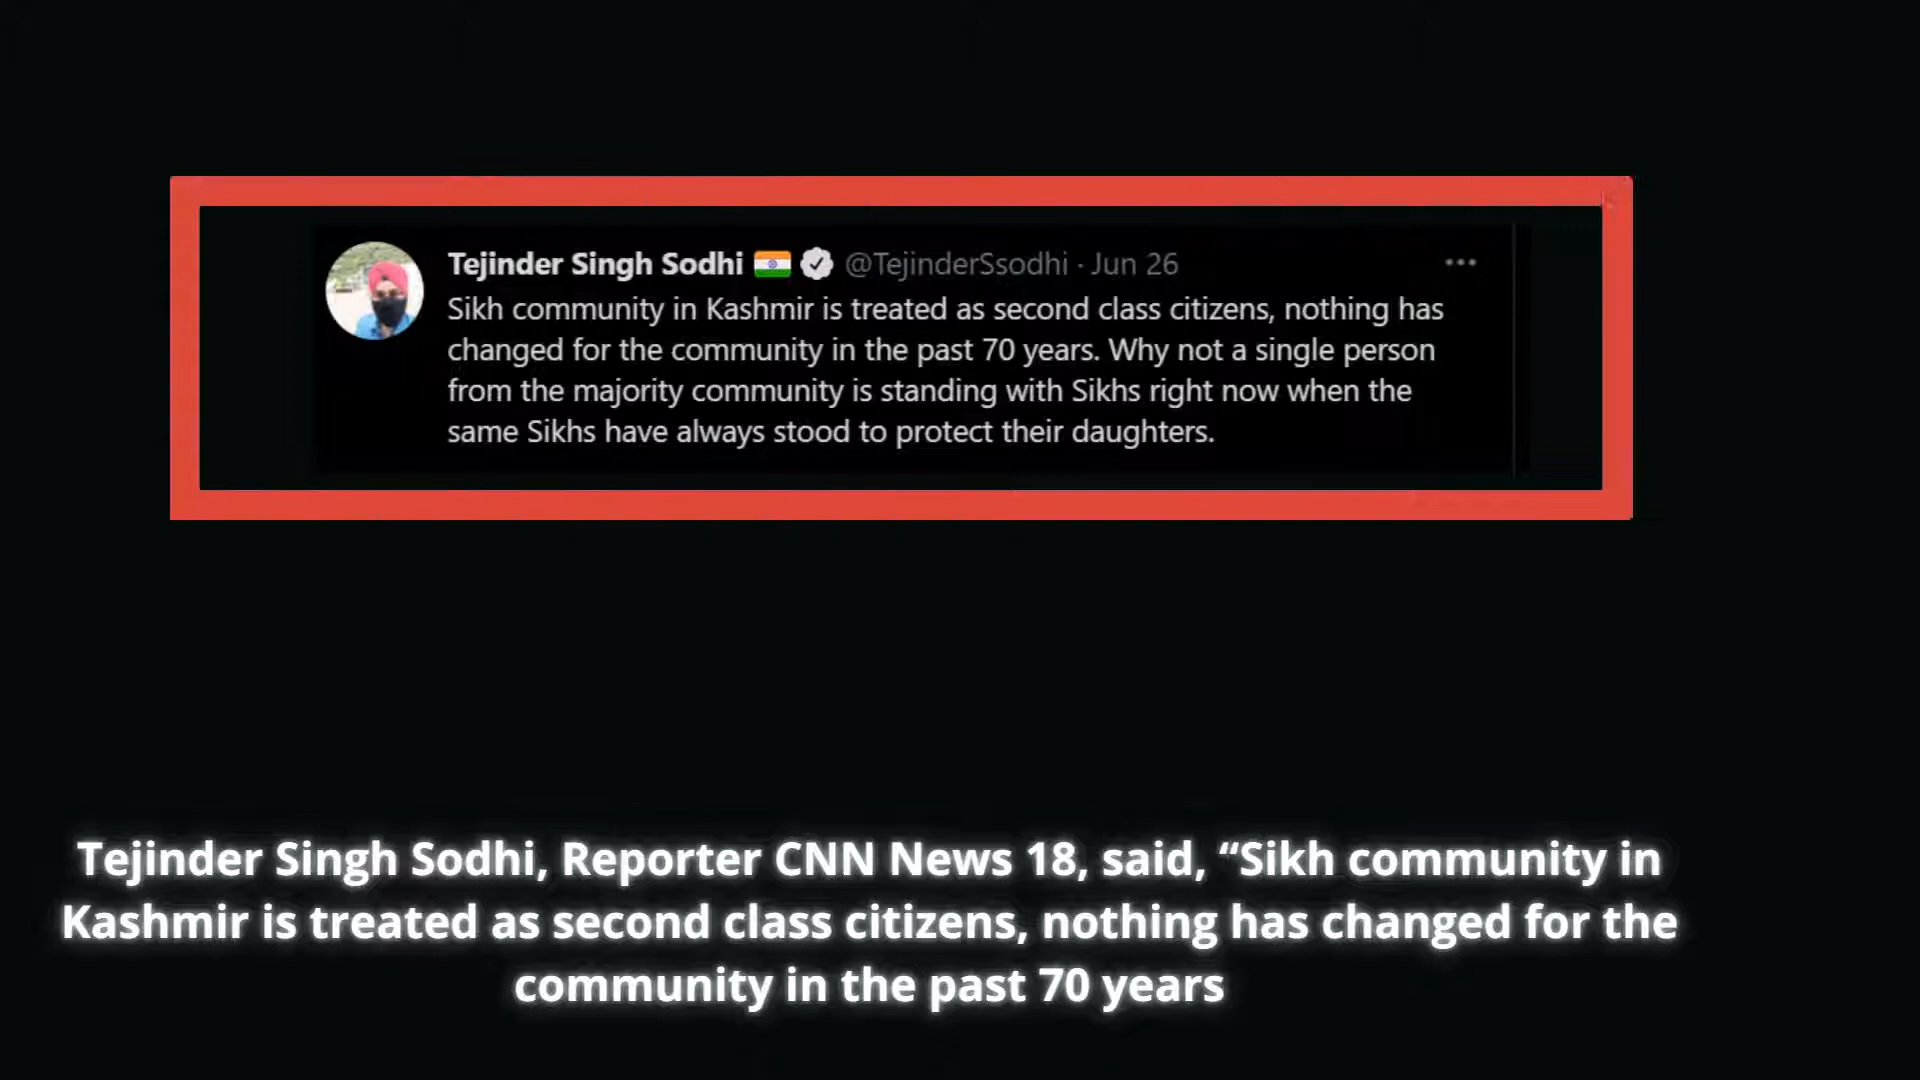 Tejinder Singh Sodhi 🇮🇳 @TejinderSsodhi · Jun 26
Sikh community in Kashmir is treated as second class citizens, nothing has
changed for the community in the past 70 years. Why not a single person
from the majority community is standing with Sikhs right now when the
same Sikhs have always stood to protect their daughters.
Tejinder Singh Sodhi, Reporter CNN News 18, said, “Sikh community in
Kashmir is treated as second class citizens, nothing has changed for the
community in the past 70 years